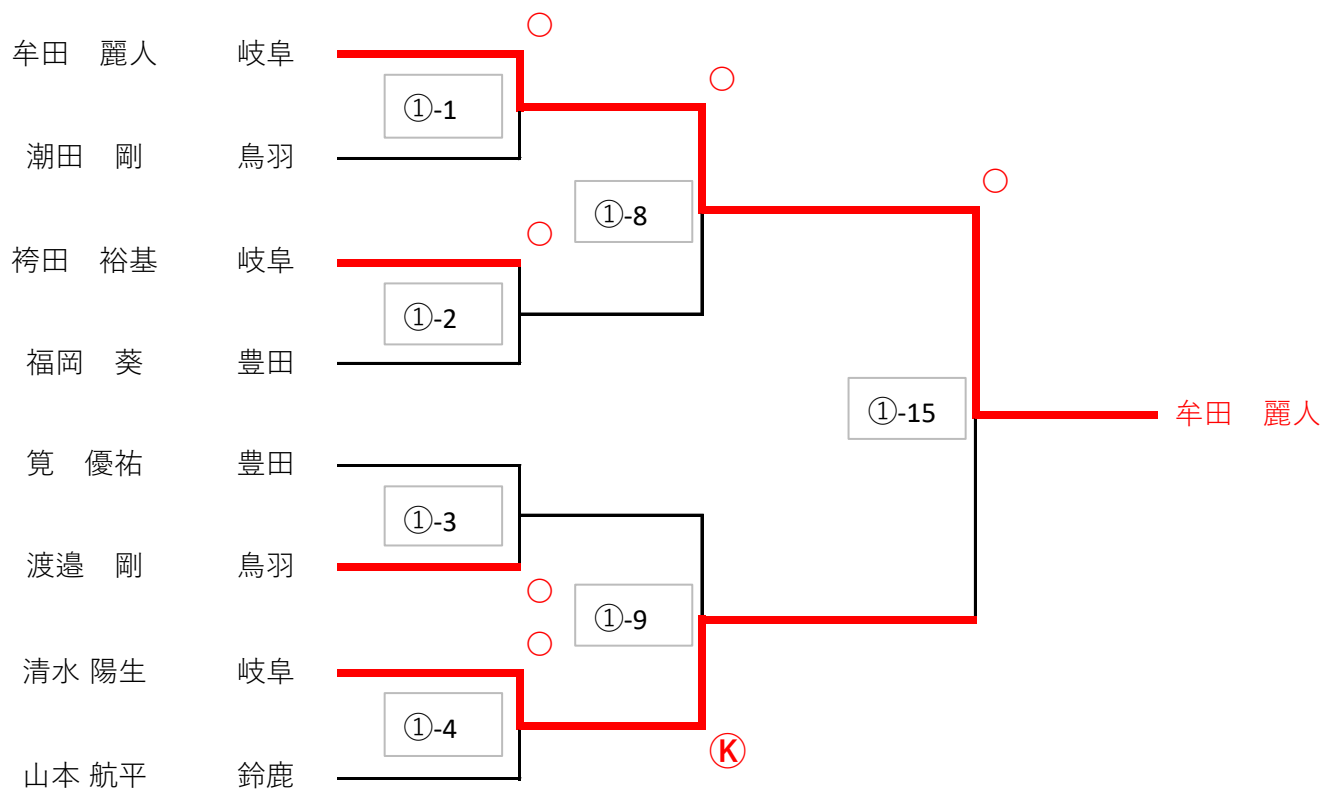 牟田　麗人 岐阜
①-1
潮田　剛 鳥羽
①-8
袴田　裕基 岐阜
①-2
福岡　葵 豊田
①-15
牟田　麗人
筧　優祐 豊田
①-3
渡邉　剛 鳥羽
①-9
清水 陽生 岐阜
①-4
Ⓚ
山本 航平 鈴鹿